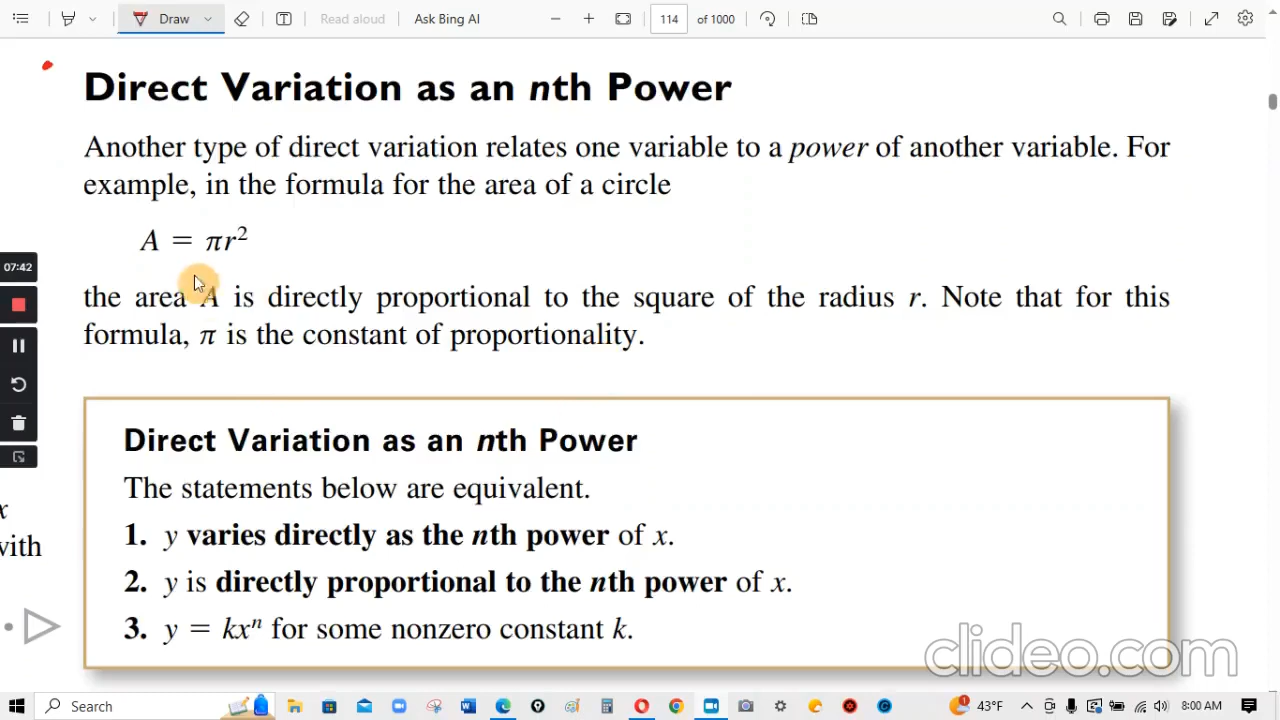 Draw
Read aloud
Ask Bing AI
114 of 1000
Direct Variation as an nth Power
Another type of direct variation relates one variable to a power of another variable. For
example, in the formula for the area of a circle
A = πr²
07:42
the area A is directly proportional to the square of the radius r. Note that for this
formula, π is the constant of proportionality.
Direct Variation as an nth Power
The statements below are equivalent.
x
1. y varies directly as the nth power of x.
with
2. y is directly proportional to the nth power of x.
3. y = kxⁿ for some nonzero constant k.
clideo.com
Search
1
43°F
8:00 AM